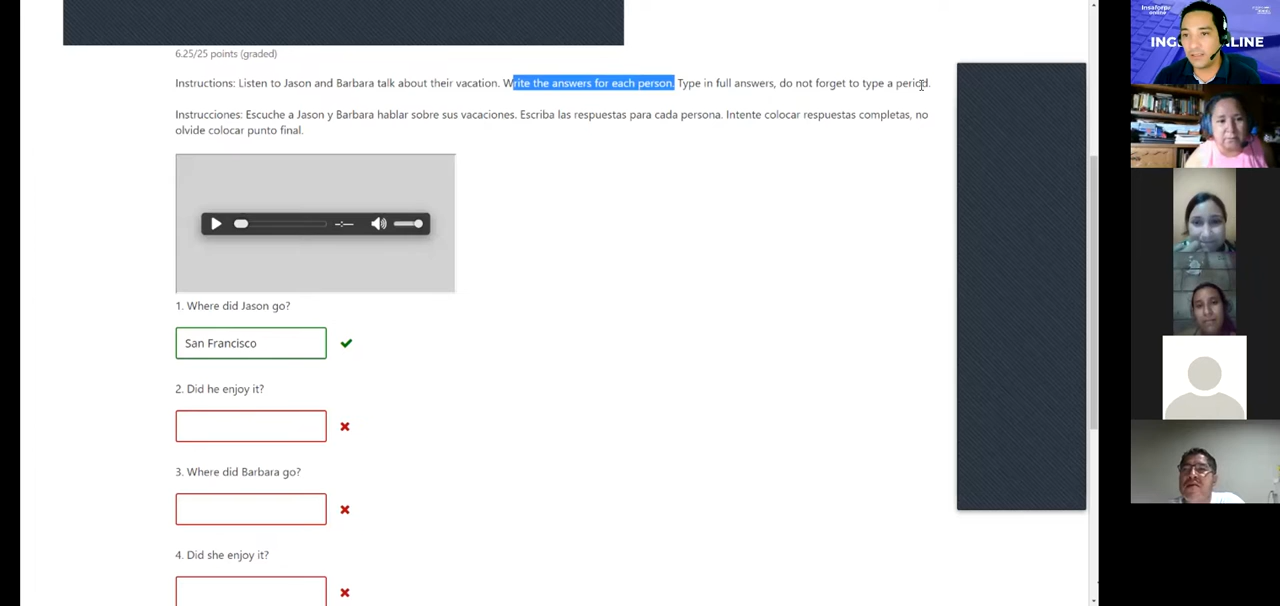 Insaforp
online
INGS LINE
6.25/25 points (graded)
Instructions: Listen to Jason and Barbara talk about their vacation. Write the answers for each person. Type in full answers, do not forget to type a period.
Instrucciones: Escuche a Jason y Barbara hablar sobre sus vacaciones. Escriba las respuestas para cada persona. Intente colocar respuestas completas, no
olvide colocar punto final.
-:-
1. Where did Jason go?
San Francisco
2. Did he enjoy it?
3. Where did Barbara go?
4. Did she enjoy it?